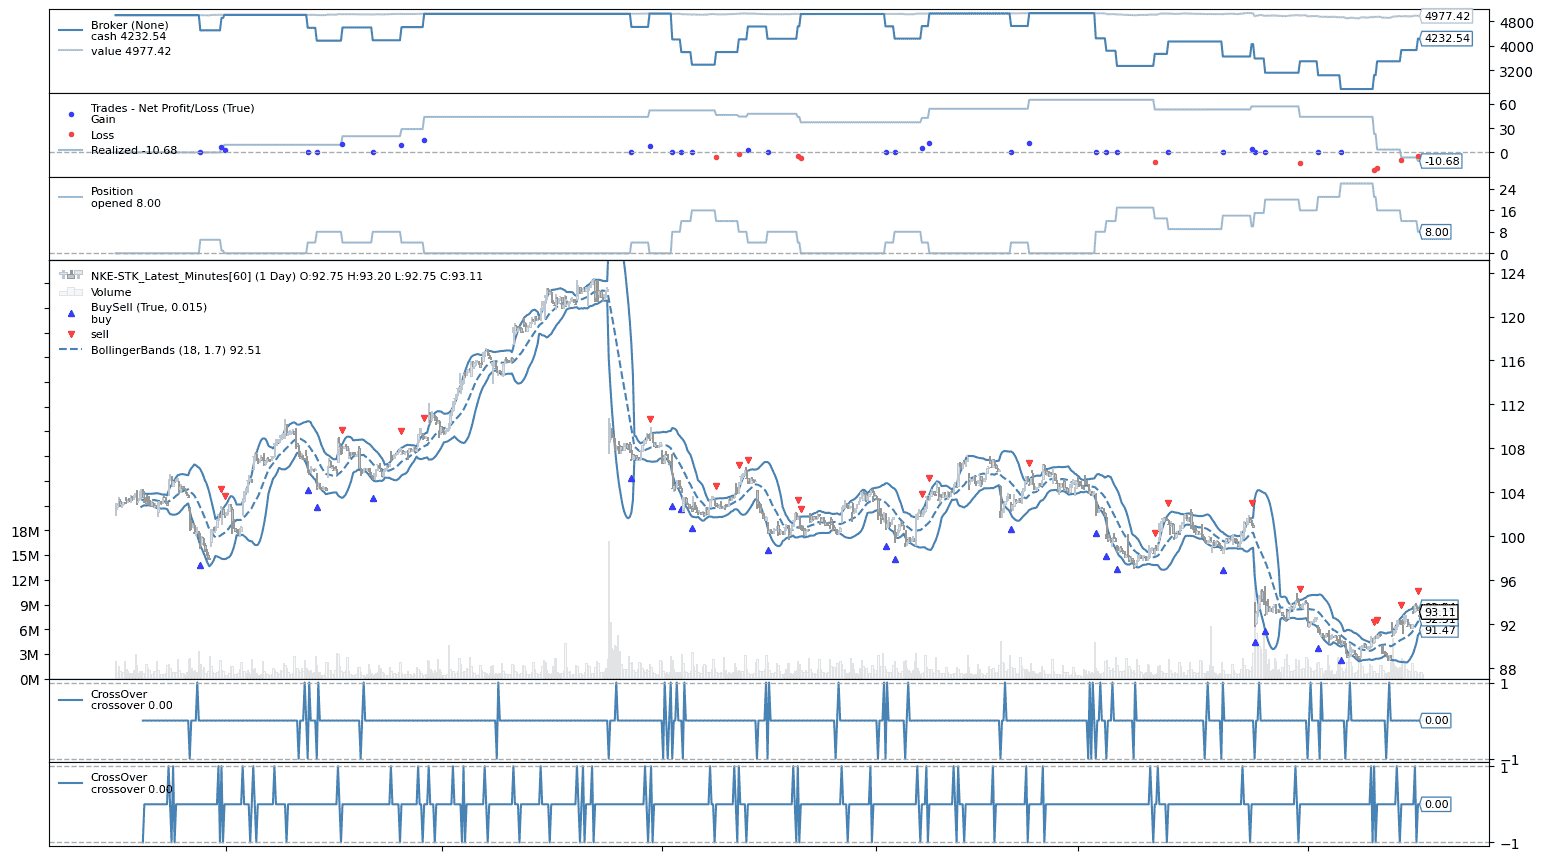 Broker (None)
cash 4232.54
value 4977.42
4977.42
4800
4232.54
4000
3200
Trades - Net Profit/Loss (True)
Gain
Loss
Realized -10.68
60
30
0
-10.68
Position
opened 8.00
24
16
8.00
8
0
NKE-STK_Latest_Minutes[60] (1 Day) O:92.75 H:93.20 L:92.75 C:93.11
Volume
BuySell (True, 0.015)
buy
sell
BollingerBands (18, 1.7) 92.51
124
120
116
112
108
104
100
96
93.11
92
91.47
88
18M
15M
12M
9M
6M
3M
0M
CrossOver
crossover 0.00
1
0.00
−1
CrossOver
crossover 0.00
1
0.00
−1